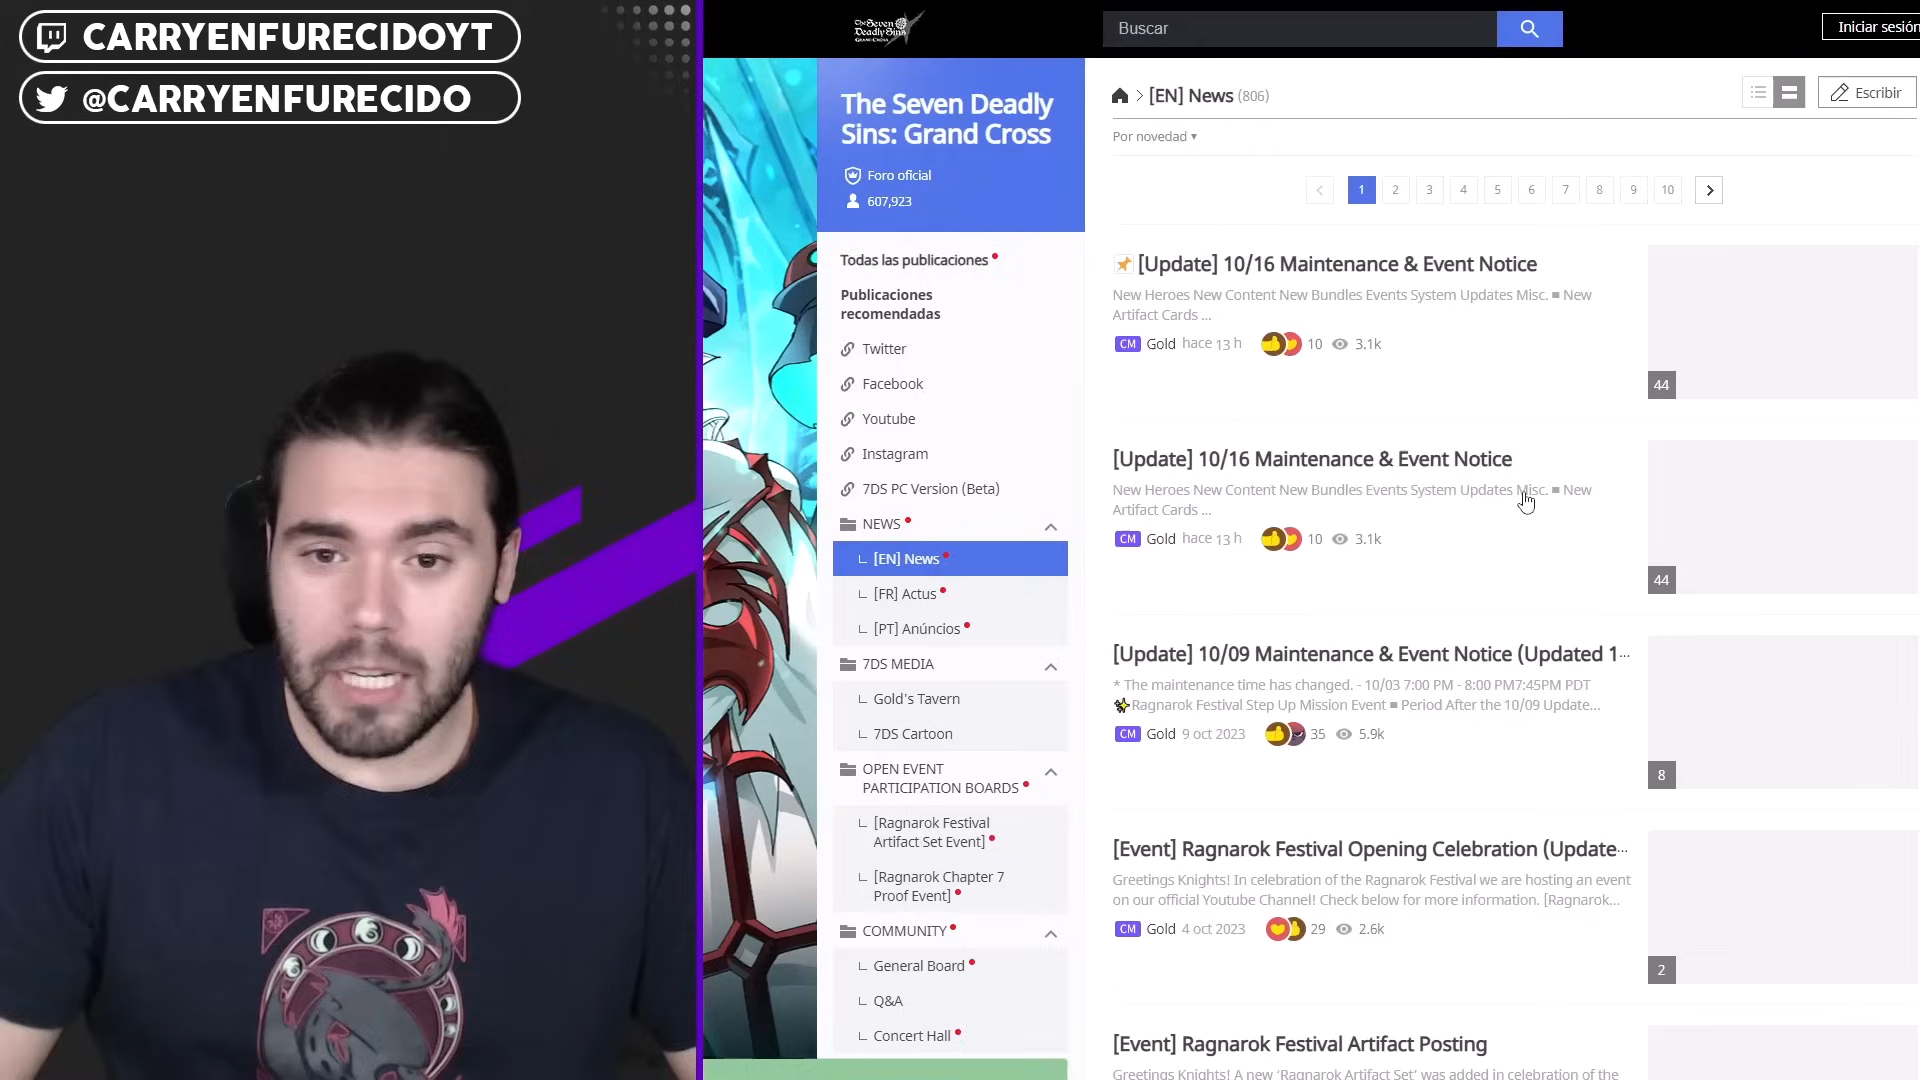 CARRYENFURECIDOYT
@CARRYENFURECIDO
The Seven
Deadly Sins
GRAND CROSS
Buscar
Iniciar sesión
The Seven Deadly
Sins: Grand Cross
Foro oficial
607,923
Todas las publicaciones
Publicaciones
recomendadas
Twitter
Facebook
Youtube
Instagram
7DS PC Version (Beta)
NEWS
[EN] News
[FR] Actus
[PT] Anúncios
7DS MEDIA
Gold's Tavern
7DS Cartoon
OPEN EVENT
PARTICIPATION BOARDS
[Ragnarok Festival
Artifact Set Event]
[Ragnarok Chapter 7
Proof Event]
COMMUNITY
General Board
Q&A
Concert Hall
[EN] News (806)
Escribir
Por novedad ▾
1 2 3 4 5 6 7 8 9 10
[Update] 10/16 Maintenance & Event Notice
New Heroes New Content New Bundles Events System Updates Misc. ■ New
Artifact Cards ...
CM Gold hace 13 h 10 3.1k
44
[Update] 10/16 Maintenance & Event Notice
New Heroes New Content New Bundles Events System Updates Misc. ■ New
Artifact Cards ...
CM Gold hace 13 h 10 3.1k
44
[Update] 10/09 Maintenance & Event Notice (Updated 1...
* The maintenance time has changed. - 10/03 7:00 PM - 8:00 PM7:45PM PDT
✨Ragnarok Festival Step Up Mission Event ■ Period After the 10/09 Update...
CM Gold 9 oct 2023 35 5.9k
8
[Event] Ragnarok Festival Opening Celebration (Update...
Greetings Knights! In celebration of the Ragnarok Festival we are hosting an event
on our official Youtube Channel! Check below for more information. [Ragnarok...
CM Gold 4 oct 2023 29 2.6k
2
[Event] Ragnarok Festival Artifact Posting
Greetings Knights! A new 'Ragnarok Artifact Set' was added in celebration of the